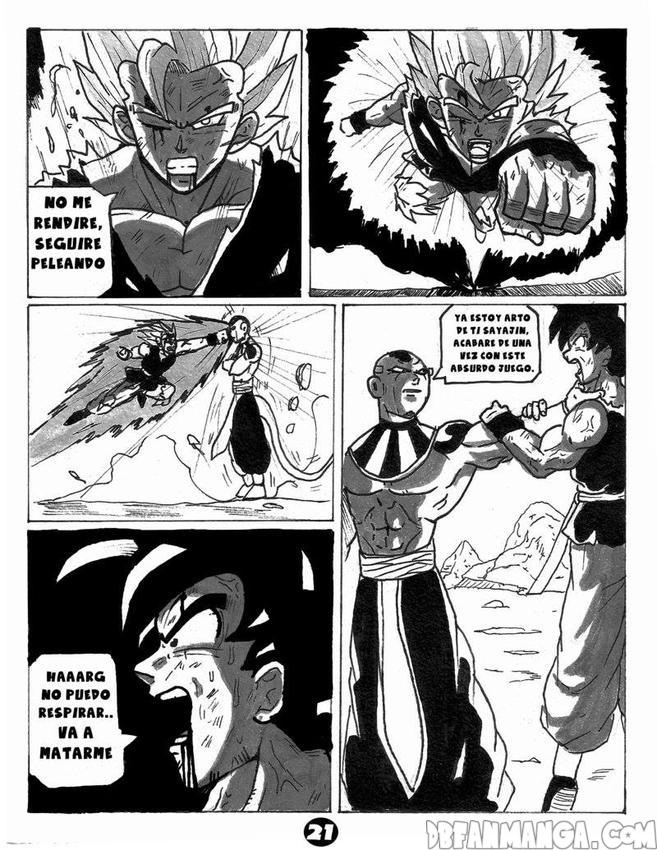 NO ME
RENDIRE,
SEGUIRE
PELEANDO
YA ESTOY ARTO
DE TI SAYAJIN,
ACABARE DE UNA
VEZ CON ESTE
ABSURDO JUEGO.
HAAARG
NO PUEDO
RESPIRAR..
VA A
MATARME
21
DBFANMANGA.COM